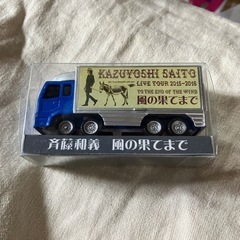 KAZUYOSHI SAITO
LIVE TOUR 2015-2016
TO THE END OF THE WIND
風の果てまで
斉藤和義 風の果てまで